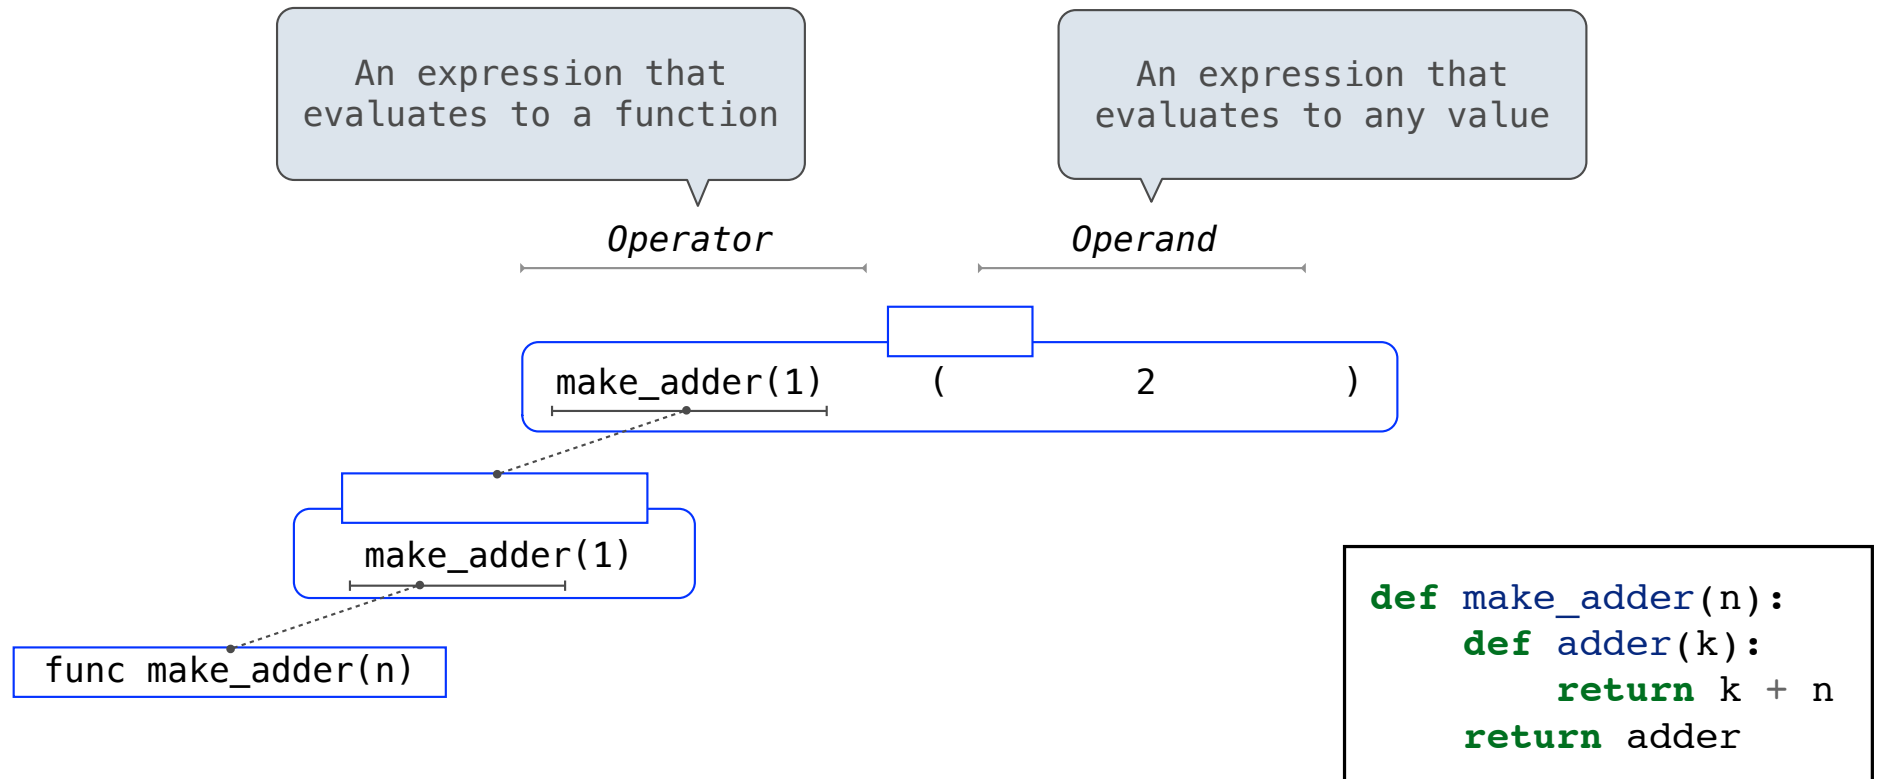 An expression that
evaluates to a function
An expression that
evaluates to any value
Operator
Operand
make_adder(1) ( 2 )
make_adder(1)
func make_adder(n)
def make_adder(n):
    def adder(k):
        return k + n
    return adder